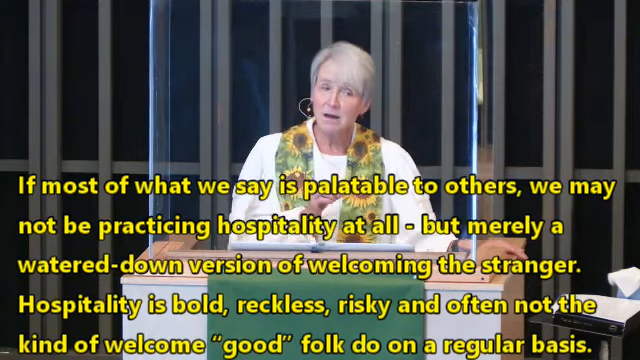 If most of what we say is palatable to others, we may
not be practicing hospitality at all - but merely a
watered-down version of welcoming the stranger.
Hospitality is bold, reckless, risky and often not the
kind of welcome “good” folk do on a regular basis.